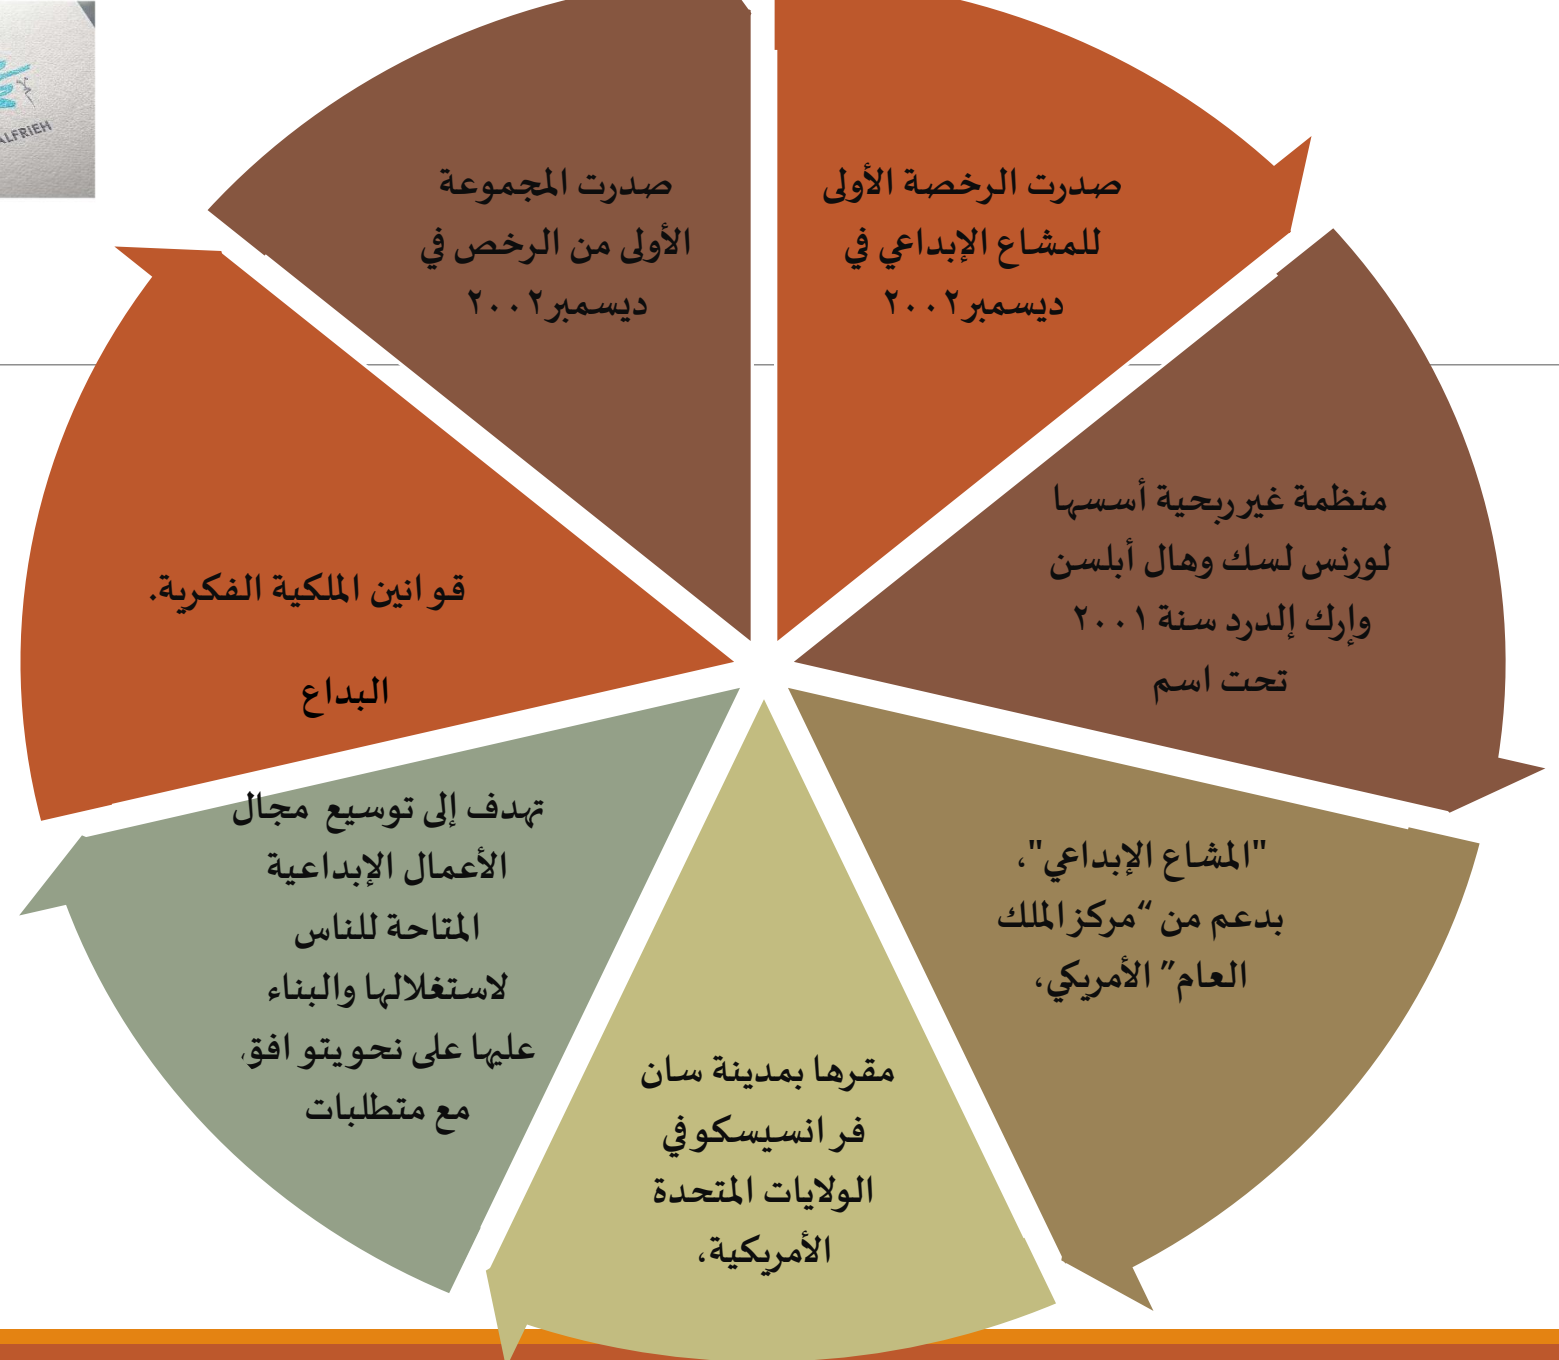 ALFRIEH
صدرت الرخصة الأولى
للمشاع الإبداعي في
ديسمبر٢٠٠٢
منظمة غير ربحية أسسها
لورنس لسك وهال أبلسن
وإرك إلدرد سنة ٢٠٠١
تحت اسم
"المشاع الإبداعي"،
بدعم من “مركز الملك
العام” الأمريكي،
مقرها بمدينة سان
فرانسيسكو في
الولايات المتحدة
الأمريكية،
تهدف إلى توسيع مجال
الأعمال الإبداعية
المتاحة للناس
لاستغلالها والبناء
عليها على نحو يتوافق
مع متطلبات
قوانين الملكية الفكرية.
البداع
صدرت المجموعة
الأولى من الرخص في
ديسمبر٢٠٠٢